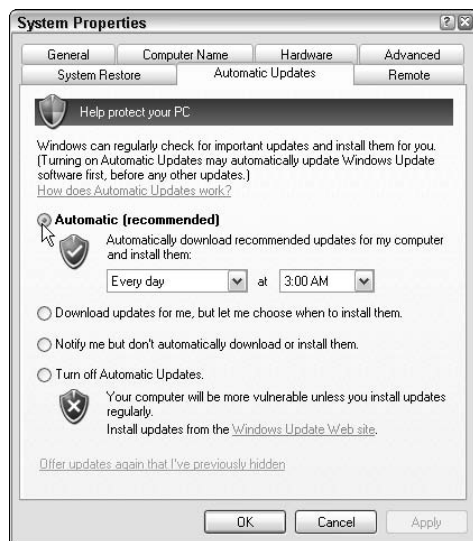 System Properties
General
Computer Name
Hardware
Advanced
System Restore
Automatic Updates
Remote
Help protect your PC
Windows can regularly check for important updates and install them for you.
(Turning on Automatic Updates may automatically update Windows Update
software first, before any other updates.)
How does Automatic Updates work?
Automatic (recommended)
Automatically download recommended updates for my computer
and install them:
Every day
at
3:00 AM
Download updates for me, but let me choose when to install them.
Notify me but don't automatically download or install them.
Turn off Automatic Updates.
Your computer will be more vulnerable unless you install updates
regularly.
Install updates from the Windows Update Web site.
Offer updates again that I've previously hidden
OK
Cancel
Apply